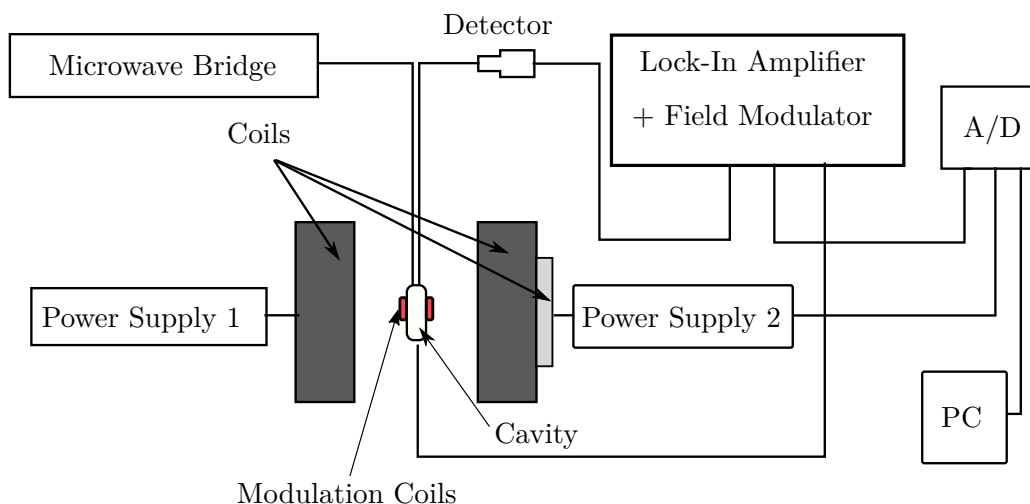 Detector
Microwave Bridge
Lock-In Amplifier
+ Field Modulator
A/D
Coils
Power Supply 1
Power Supply 2
PC
Cavity
Modulation Coils